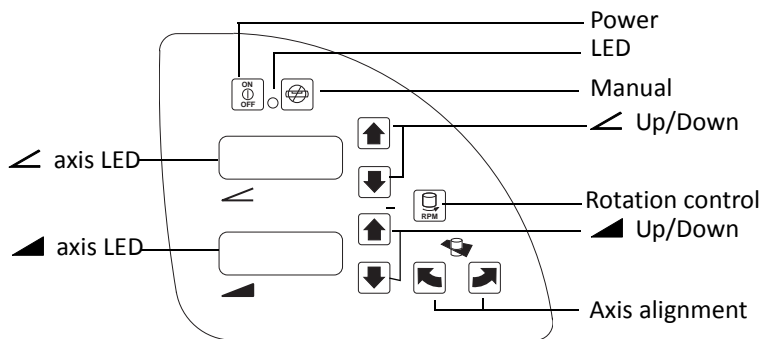 Power
LED
Manual
Up/Down
axis LED
Rotation control
Up/Down
axis LED
Axis alignment
ON
OFF
RPM